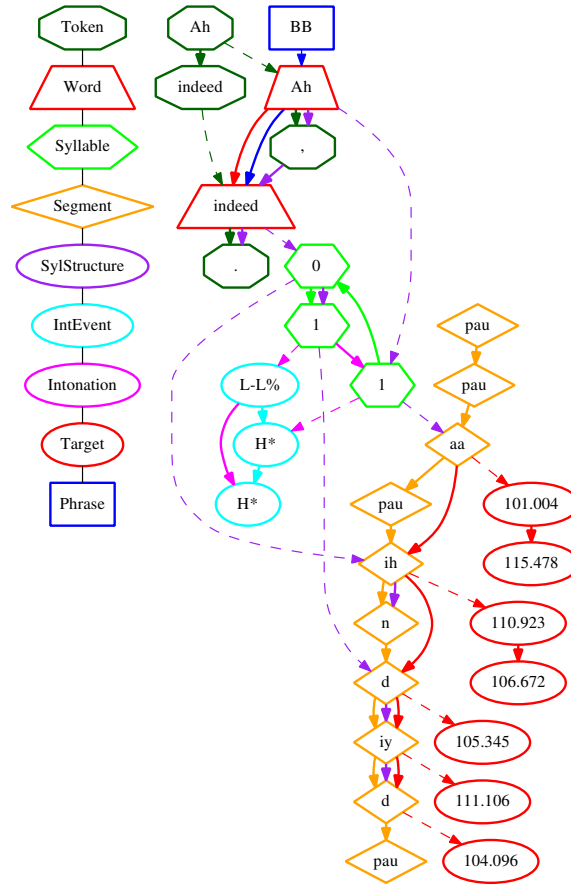 Token
Ah
BB
Word
indeed
Ah
Syllable
,
Segment
indeed
SylStructure
.
0
IntEvent
1
pau
Intonation
L-L%
1
pau
Target
H*
aa
Phrase
H*
pau
101.004
ih
115.478
n
110.923
d
106.672
iy
105.345
d
111.106
pau
104.096